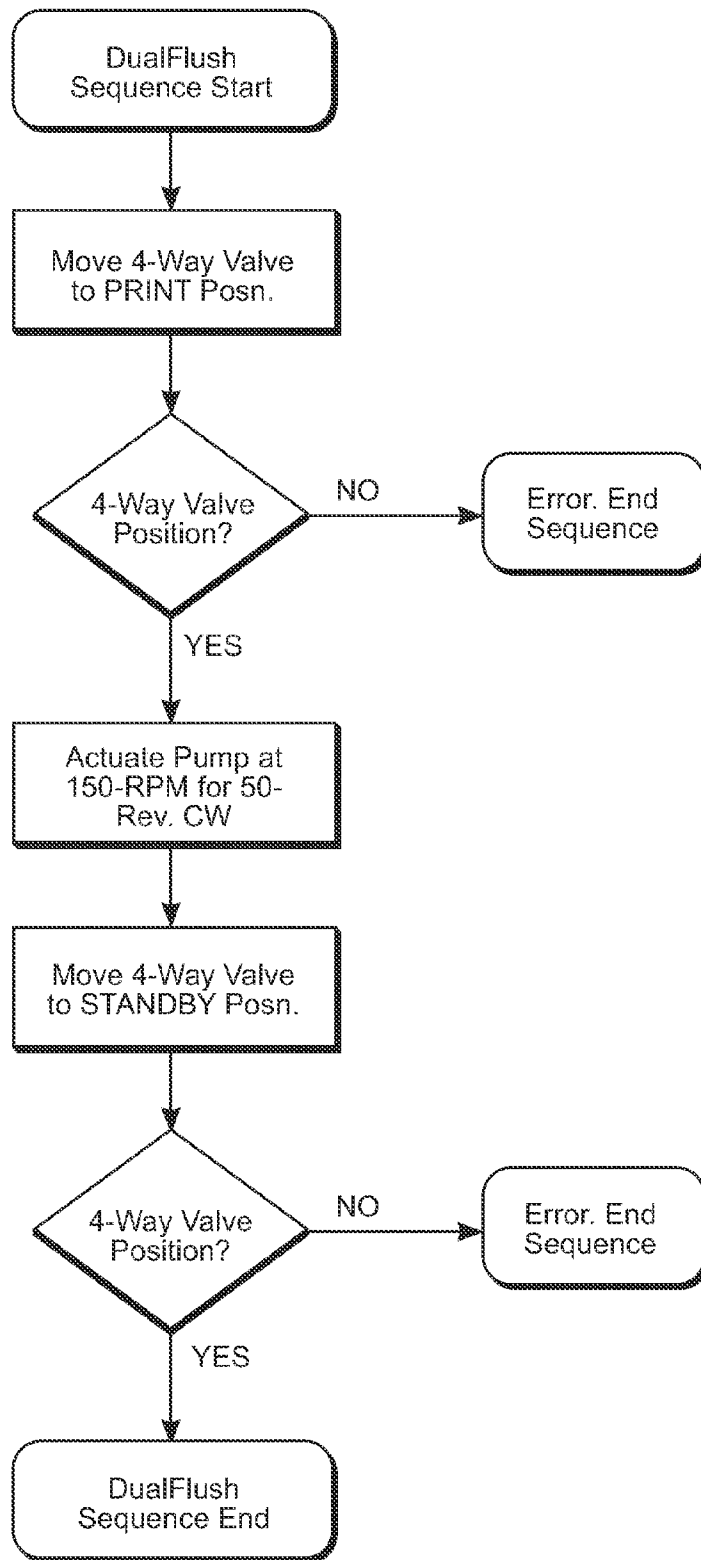 DualFlush
Sequence Start
Move 4-Way Valve
to PRINT Posn.
4-Way Valve
Position?
NO
Error. End
Sequence
YES
Actuate Pump at
150-RPM for 50-
Rev. CW
Move 4-Way Valve
to STANDBY Posn.
4-Way Valve
Position?
NO
Error. End
Sequence
YES
DualFlush
Sequence End